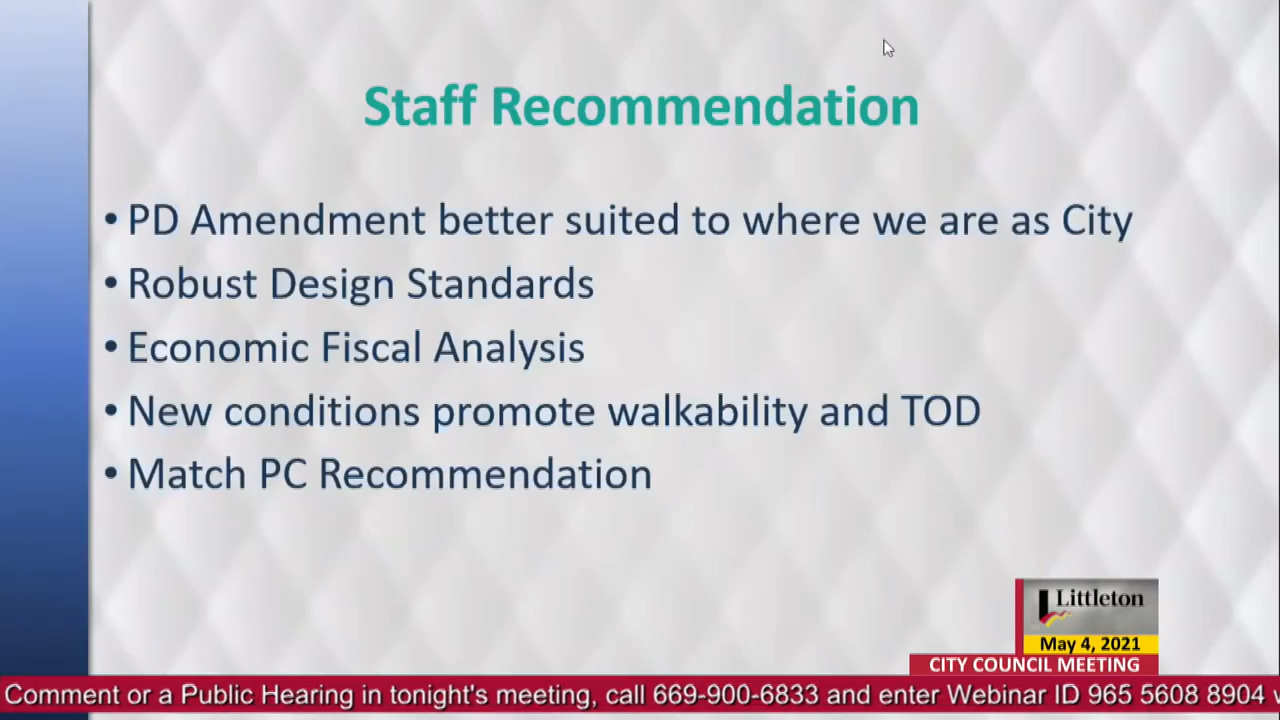 Staff Recommendation
• PD Amendment better suited to where we are as City
• Robust Design Standards
• Economic Fiscal Analysis
• New conditions promote walkability and TOD
• Match PC Recommendation
Littleton
May 4, 2021
CITY COUNCIL MEETING
Comment or a Public Hearing in tonight's meeting, call 669-900-6833 and enter Webinar ID 965 5608 8904